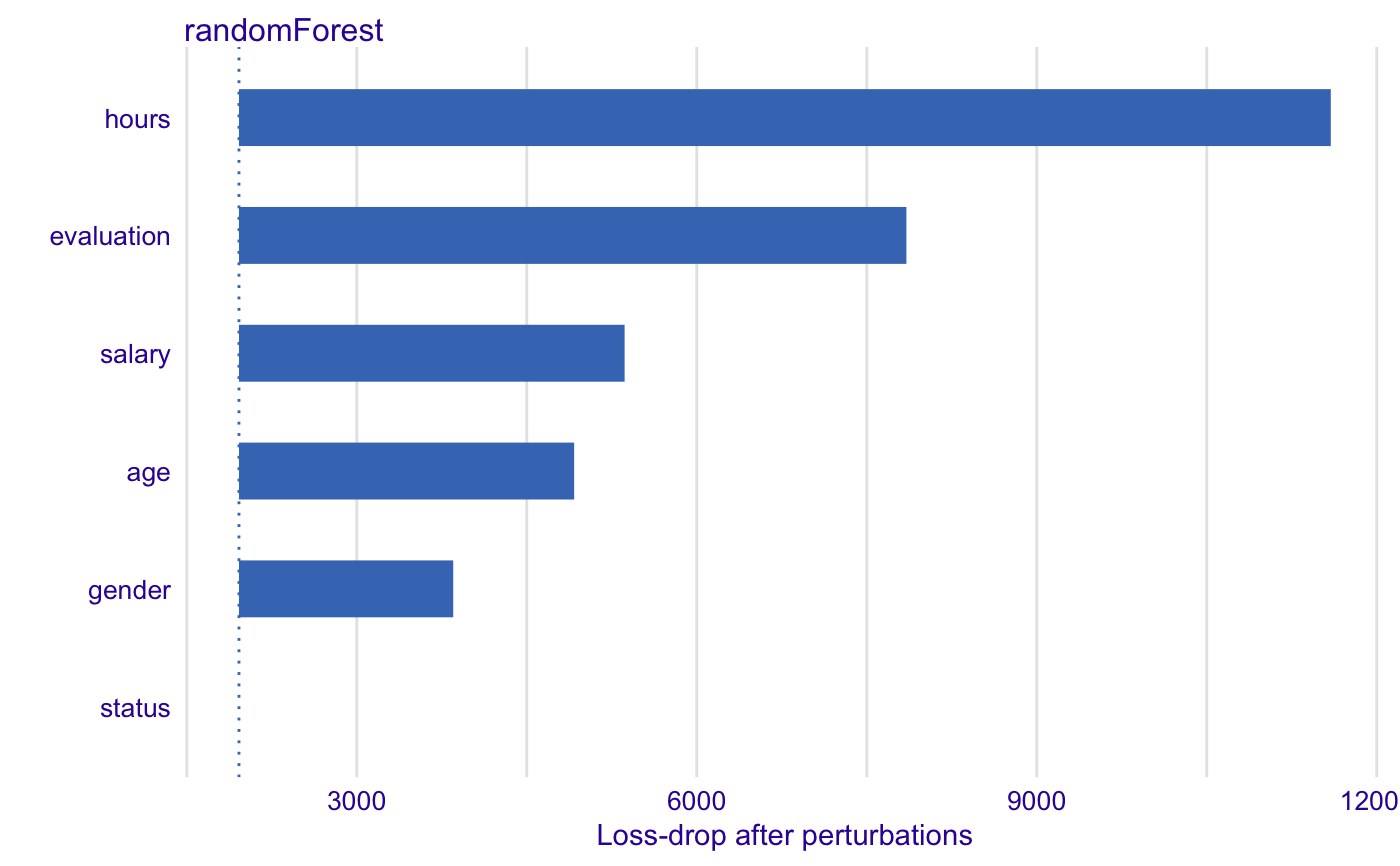 randomForest
hours
evaluation
salary
age
gender
status
3000 6000 9000 1200
Loss-drop after perturbations